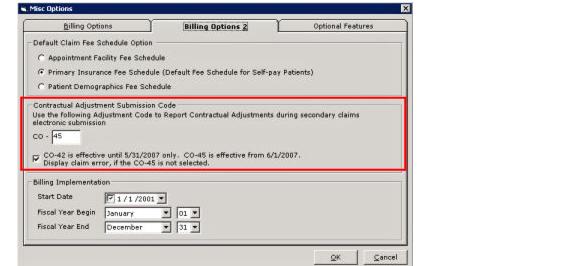 Misc Options
Billing Options
Billing Options 2
Optional Features
Default Claim Fee Schedule Option
Appointment Facility Fee Schedule
Primary Insurance Fee Schedule (Default Fee Schedule for Self-pay Patients)
Patient Demographics Fee Schedule
Contractual Adjustment Submission Code
Use the following Adjustment Code to Report Contractual Adjustments during secondary claims
electronic submission
CO - 45
CO-42 is effective until 5/31/2007 only. CO-45 is effective from 6/1/2007.
Display claim error, if the CO-45 is not selected.
Billing Implementation
Start Date 1 / 1 /2001
Fiscal Year Begin January 01
Fiscal Year End December 31
OK Cancel